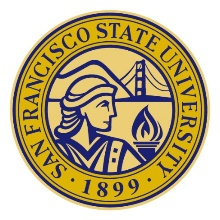 SAN FRANCISCO STATE UNIVERSITY
· 1899 ·